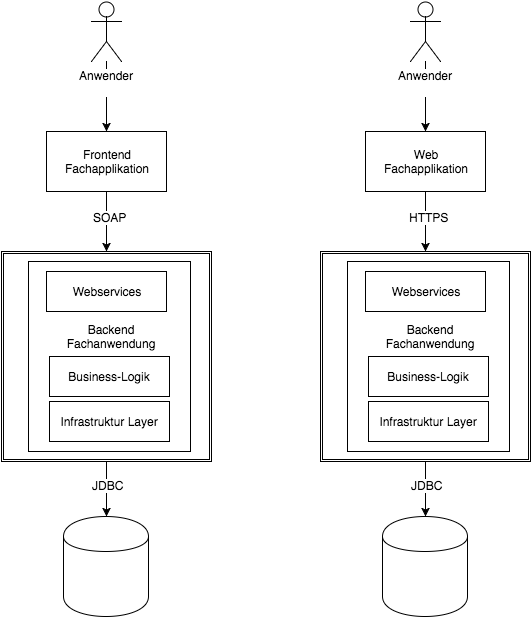 Anwender
Frontend
Fachapplikation
SOAP
Webservices
Backend
Fachanwendung
Business-Logik
Infrastruktur Layer
JDBC
Anwender
Web
Fachapplikation
HTTPS
Webservices
Backend
Fachanwendung
Business-Logik
Infrastruktur Layer
JDBC